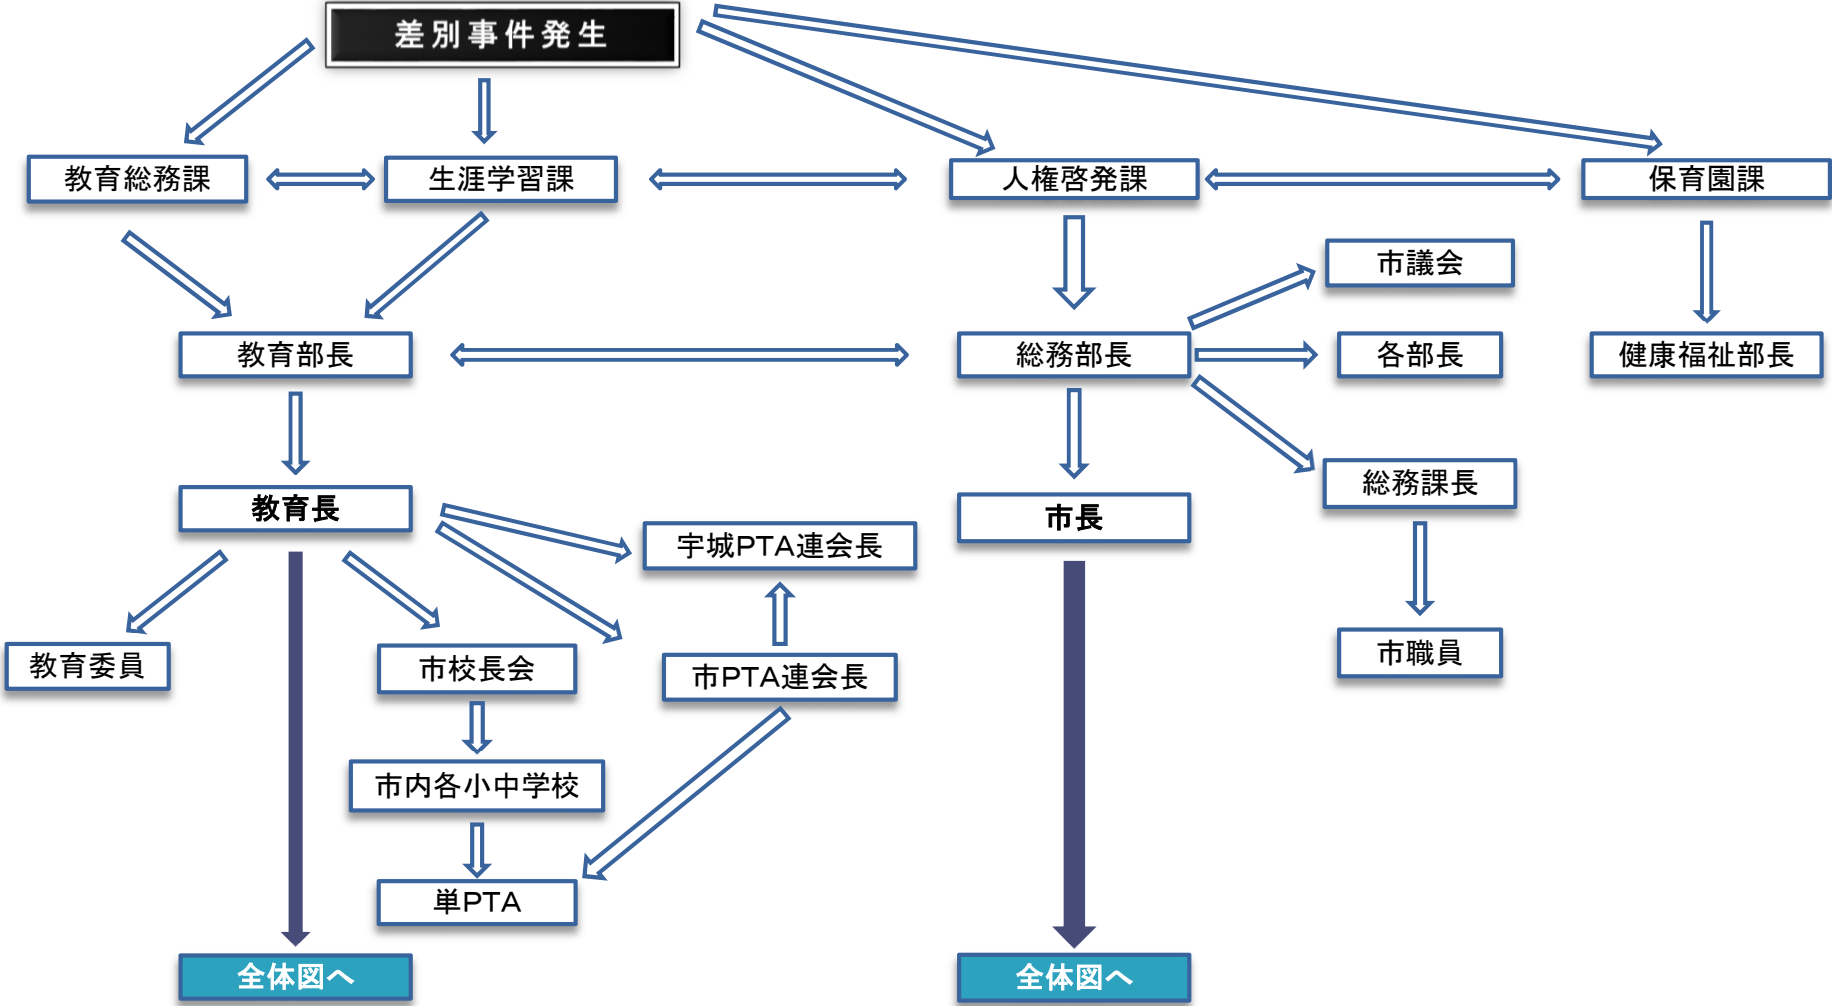 差別事件発生
教育総務課
生涯学習課
人権啓発課
保育園課
市議会
教育部長
総務部長
各部長
健康福祉部長
総務課長
教育長
市長
宇城PTA連会長
教育委員
市校長会
市PTA連会長
市職員
市内各小中学校
単PTA
全体図へ
全体図へ